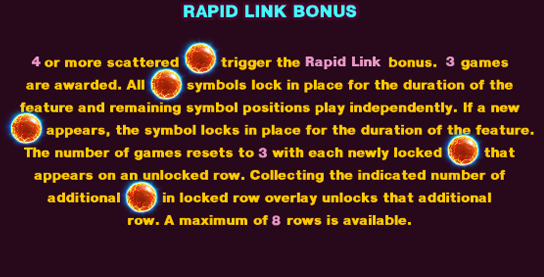 RAPID LINK BONUS
4 or more scattered trigger the Rapid Link bonus. 3 games
are awarded. All symbols lock in place for the duration of the
feature and remaining symbol positions play independently. If a new
appears, the symbol locks in place for the duration of the feature.
The number of games resets to 3 with each newly locked that
appears on an unlocked row. Collecting the indicated number of
additional in locked row overlay unlocks that additional
row. A maximum of 8 rows is available.